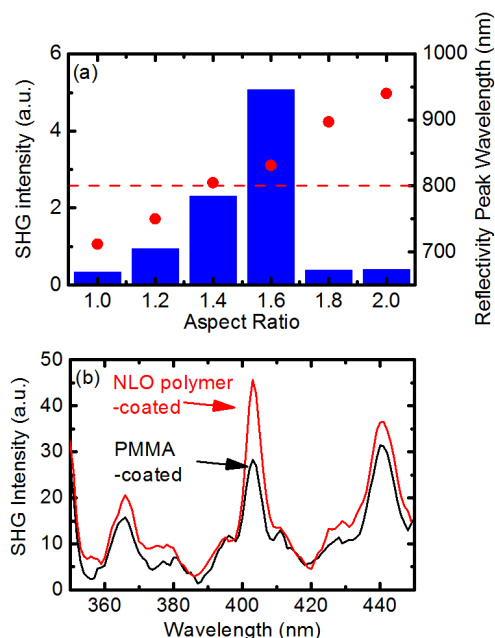 (a)
SHG Intensity (a.u.)
6
4
2
0
1000
900
800
700
Reflectivity Peak Wavelength (nm)
1.0 1.2 1.4 1.6 1.8 2.0
Aspect Ratio
(b)
SHG Intensity (a.u.)
50
40
30
20
10
0
NLO polymer
-coated
PMMA
-coated
350 380 400 420 440
Wavelength (nm)